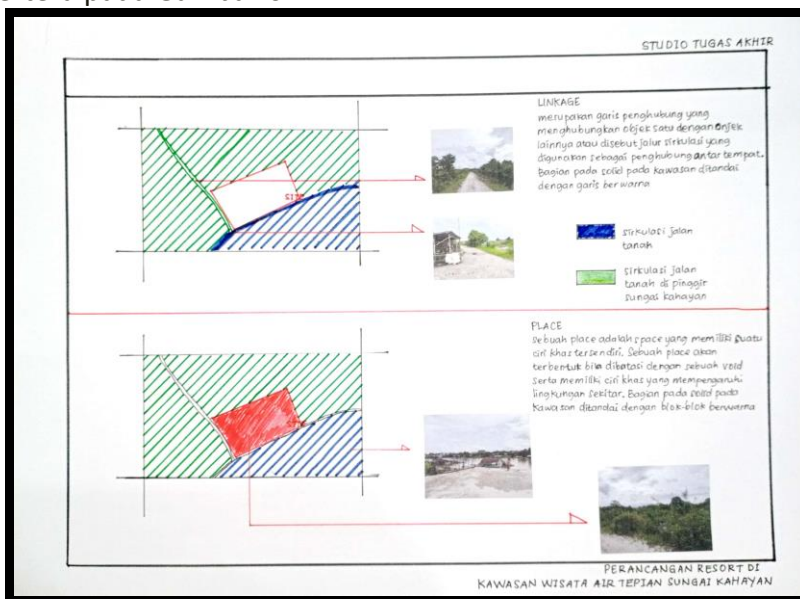 STUDIO TUGAS AKHIR
LINKAGE
merupakan garis penghubung yang
menghubungkan objek satu dengan onjek
lainnya atau disebut jalur sirkulasi yang
digunakan sebagai penghubung antar tempat.
Bagian pada solid pada kawasan ditandai
dengan garis berwarna
sirkulasi jalan
tanah
sirkulasi jalan
tanah di pinggir
sungai kahayan
PLACE
Sebuah place adalah space yang memiliki suatu
ciri khas tersendiri. Sebuah place akan
terbentuk bila dibatasi dengan sebuah void
serta memiliki ciri khas yang mempengaruhi
lingkungan sekitar. Bagian pada solid pada
kawasan ditandai dengan blok-blok berwarna
PERANCANGAN RESORT DI
KAWASAN WISATA AIR TEPIAN SUNGAI KAHAYAN